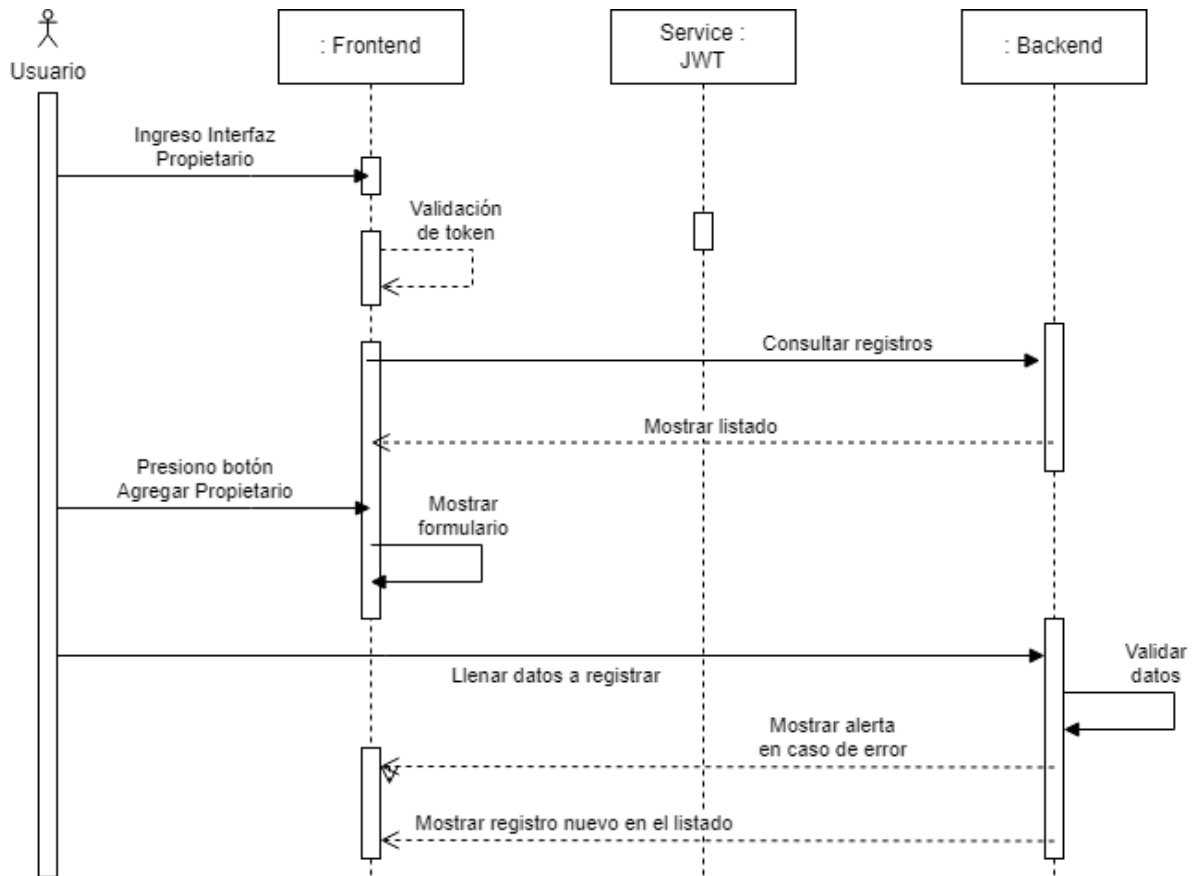 Usuario
: Frontend
Service :
JWT
: Backend
Ingreso Interfaz
Propietario
Validación
de token
Consultar registros
Mostrar listado
Presiono botón
Agregar Propietario
Mostrar
formulario
Llenar datos a registrar
Validar
datos
Mostrar alerta
en caso de error
Mostrar registro nuevo en el listado